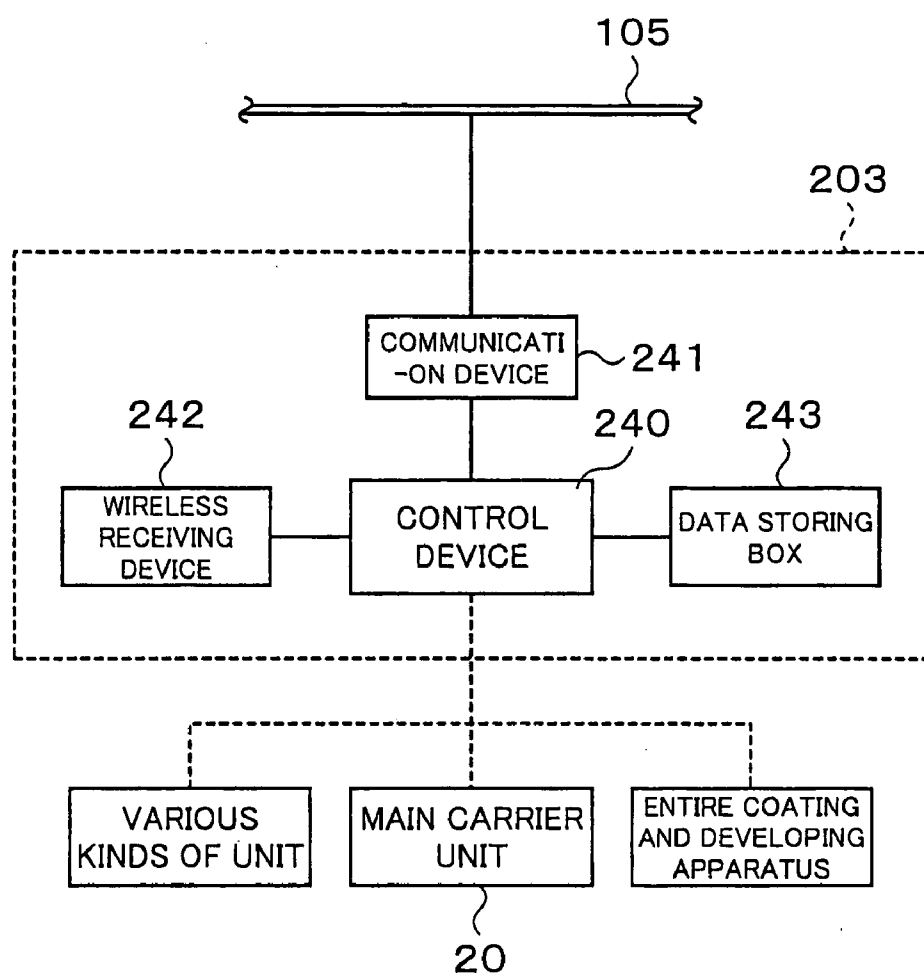 105
203
COMMUNICATI
-ON DEVICE
241
242
240
243
WIRELESS
RECEIVING
DEVICE
CONTROL
DEVICE
DATA STORING
BOX
VARIOUS
KINDS OF UNIT
MAIN CARRIER
UNIT
ENTIRE COATING
AND DEVELOPING
APPARATUS
20